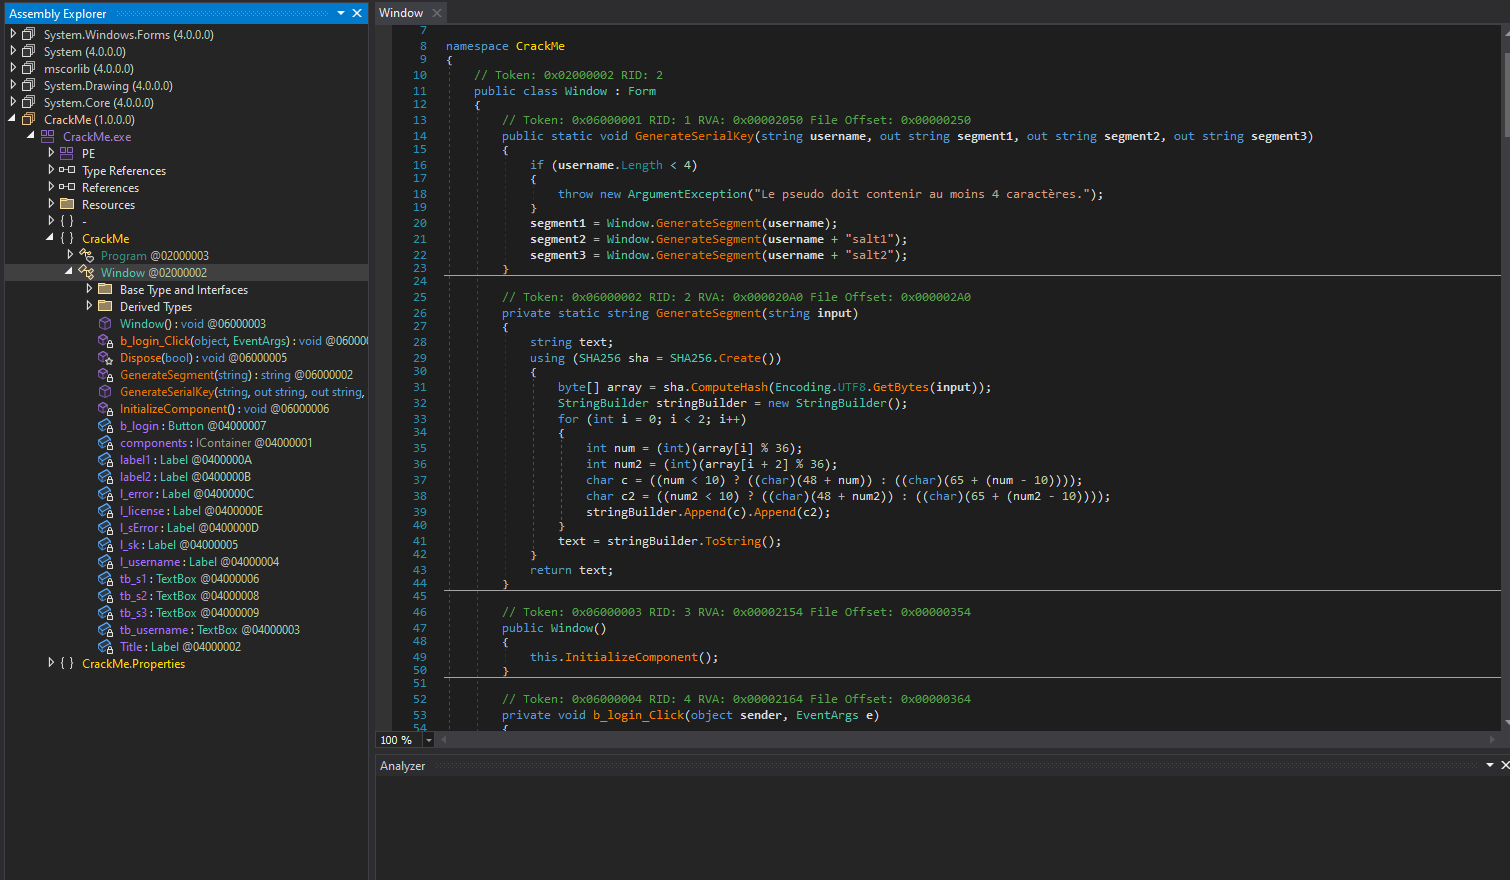 Assembly Explorer
System.Windows.Forms (4.0.0.0)
System (4.0.0.0)
mscorlib (4.0.0.0)
System.Drawing (4.0.0.0)
System.Core (4.0.0.0)
CrackMe (1.0.0.0)
CrackMe.exe
PE
Type References
References
Resources
{ } -
{ } CrackMe
Program @02000003
Window @02000002
Base Type and Interfaces
Derived Types
Window() : void @06000003
b_login_Click(object, EventArgs) : void @06000
Dispose(bool) : void @06000005
GenerateSegment(string) : string @06000002
GenerateSerialKey(string, out string, out string,
InitializeComponent() : void @06000006
b_login : Button @04000007
components : IContainer @04000001
label1 : Label @0400000A
label2 : Label @0400000B
l_error : Label @0400000C
l_license : Label @0400000E
l_sError : Label @0400000D
l_sk : Label @04000005
l_username : Label @04000004
tb_s1 : TextBox @04000006
tb_s2 : TextBox @04000008
tb_s3 : TextBox @04000009
tb_username : TextBox @04000003
Title : Label @04000002
{ } CrackMe.Properties
Window
7
8 namespace CrackMe
9 {
10 // Token: 0x02000002 RID: 2
11 public class Window : Form
12 {
13 // Token: 0x06000001 RID: 1 RVA: 0x00002050 File Offset: 0x00000250
14 public static void GenerateSerialKey(string username, out string segment1, out string segment2, out string segment3)
15 {
16 if (username.Length < 4)
17 {
18 throw new ArgumentException("Le pseudo doit contenir au moins 4 caractères.");
19 }
20 segment1 = Window.GenerateSegment(username);
21 segment2 = Window.GenerateSegment(username + "salt1");
22 segment3 = Window.GenerateSegment(username + "salt2");
23 }
24
25 // Token: 0x06000002 RID: 2 RVA: 0x000020A0 File Offset: 0x000002A0
26 private static string GenerateSegment(string input)
27 {
28 string text;
29 using (SHA256 sha = SHA256.Create())
30 {
31 byte[] array = sha.ComputeHash(Encoding.UTF8.GetBytes(input));
32 StringBuilder stringBuilder = new StringBuilder();
33 for (int i = 0; i < 2; i++)
34 {
35 int num = (int)(array[i] % 36);
36 int num2 = (int)(array[i + 2] % 36);
37 char c = ((num < 10) ? ((char)(48 + num)) : ((char)(65 + (num - 10))));
38 char c2 = ((num2 < 10) ? ((char)(48 + num2)) : ((char)(65 + (num2 - 10))));
39 stringBuilder.Append(c).Append(c2);
40 }
41 text = stringBuilder.ToString();
42 }
43 return text;
44 }
45
46 // Token: 0x06000003 RID: 3 RVA: 0x00002154 File Offset: 0x00000354
47 public Window()
48 {
49 this.InitializeComponent();
50 }
51
52 // Token: 0x06000004 RID: 4 RVA: 0x00002164 File Offset: 0x00000364
53 private void b_login_Click(object sender, EventArgs e)
54 {
100 %
Analyzer